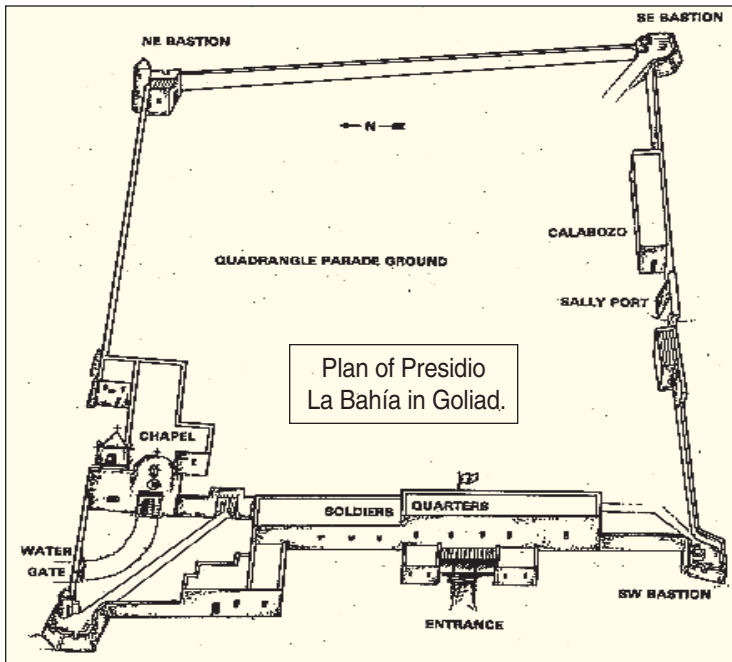 SE BASTION
NE BASTION
N
CALABOZO
QUADRANGLE PARADE GROUND
SALLY PORT
Plan of Presidio
La Bahía in Goliad.
CHAPEL
SOLDIERS QUARTERS
WATER
GATE
SW BASTION
ENTRANCE